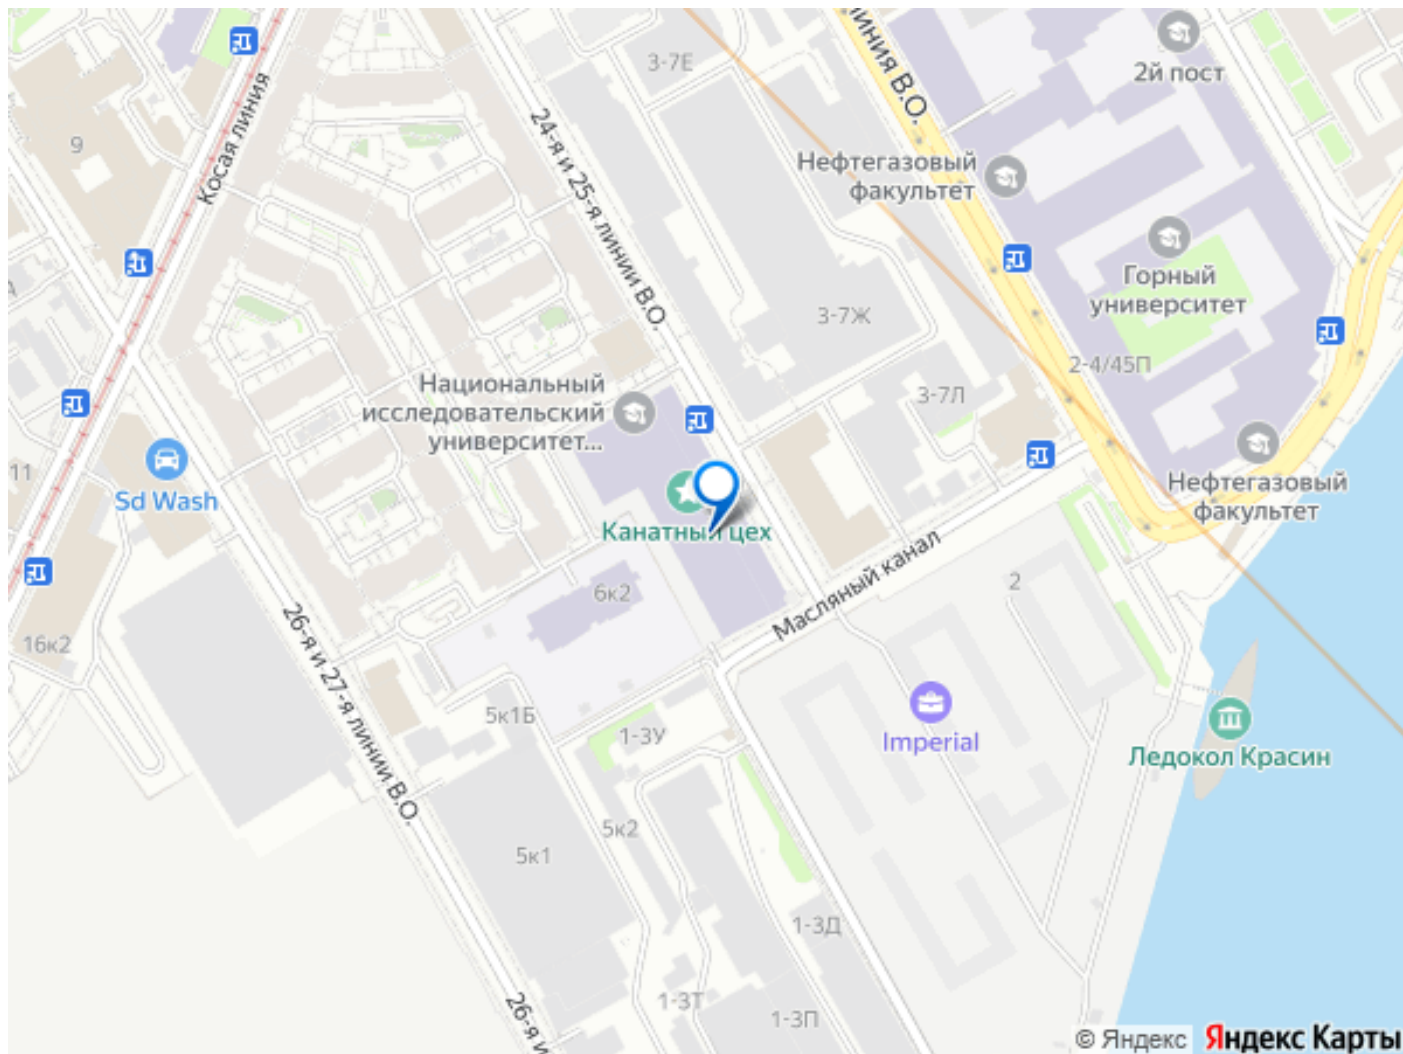 3-7Е
2й пост
ЛИНИЯ В.О.
9
Косая линия
24-я и 25-я линии В.О.
Нефтегазовый
факультет
Горный
университет
3-7Ж
2-4/45П
Национальный
исследовательский
университет...
3-7Л
11
Sd Wash
Нефтегазовый
факультет
Канатный цех
Масляный канал
2
6к2
16к2
26-я и 27-я линии В.О.
5к1Б
1-3У
Imperial
Ледокол Красин
5к2
5к1
1-3Д
1-3Т
1-3П
26-я и
© Яндекс Яндекс Карты